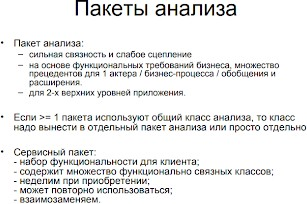 Пакеты анализа
• Пакет анализа:
– сильная связность и слабое сцепление
– на основе функциональных требований бизнеса, множество
прецедентов для 1 актера / бизнес-процесса / обобщения и
расширения.
– для 2-х верхних уровней приложения.
• Если >= 1 пакета используют общий класс анализа, то класс
надо вынести в отдельный пакет анализа или просто отдельно
• Сервисный пакет:
- набор функциональности для клиента;
- содержит множество функционально связных классов;
- неделим при приобретении;
- может повторно использоваться;
- взаимозаменяем.